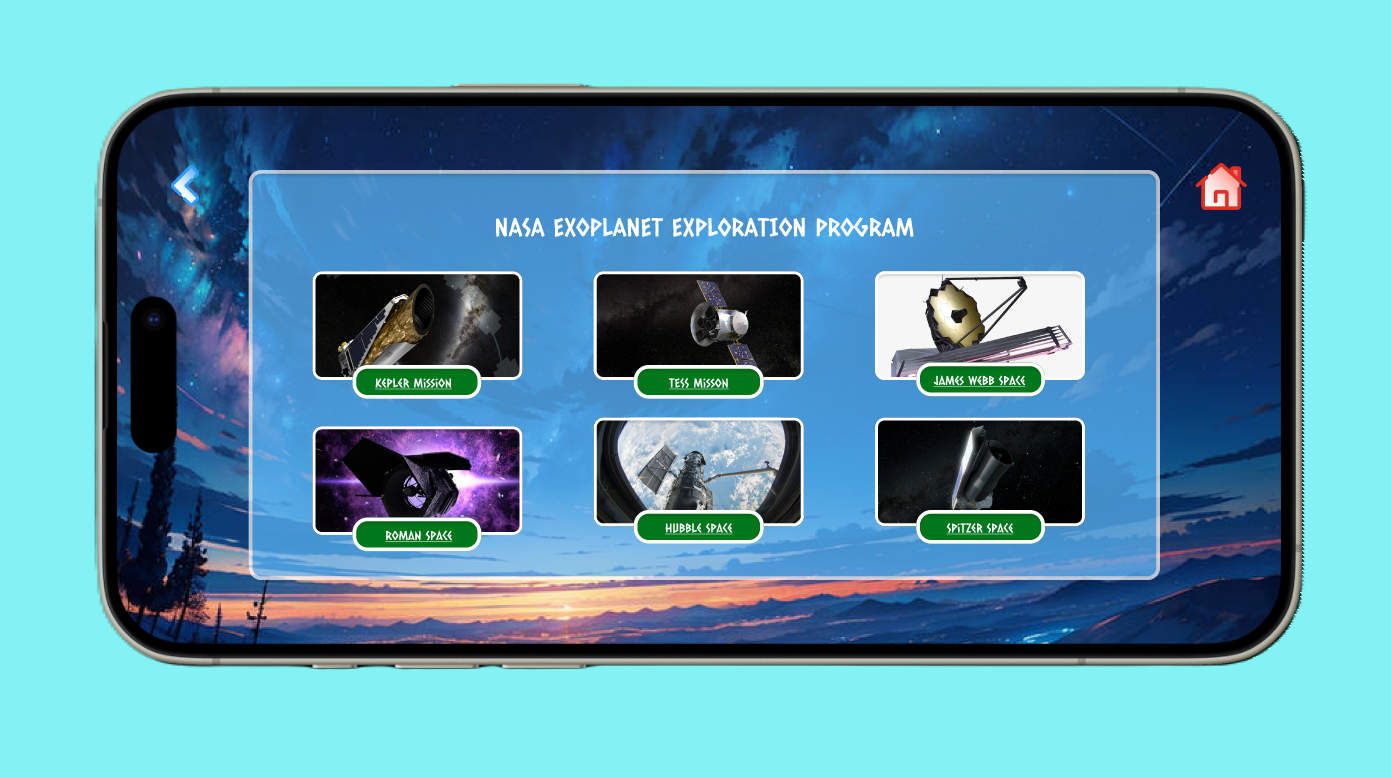 NASA EXOPLANET EXPLORATION PROGRAM
KEPLER MISSION
TESS MISSON
JAMES WEBB SPACE
ROMAN SPACE
HUBBLE SPACE
SPITZER SPACE